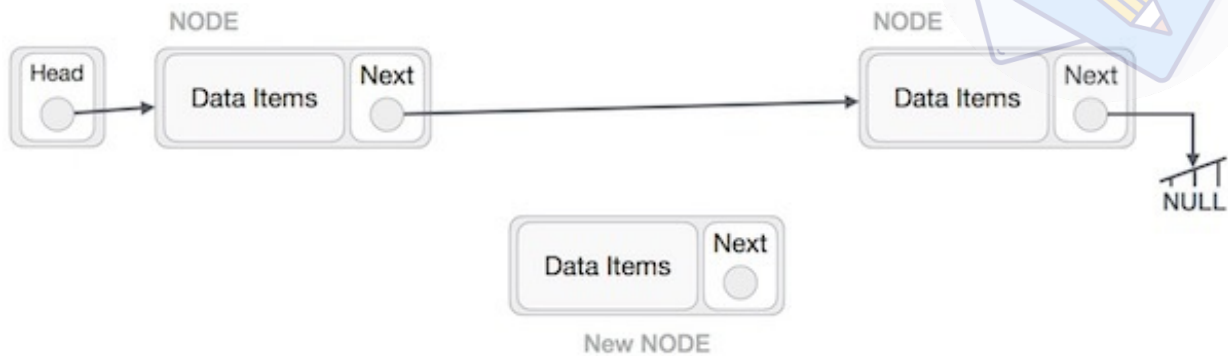 NODE
NODE
Head
Data Items
Next
Data Items
Next
NULL
Data Items
Next
New NODE